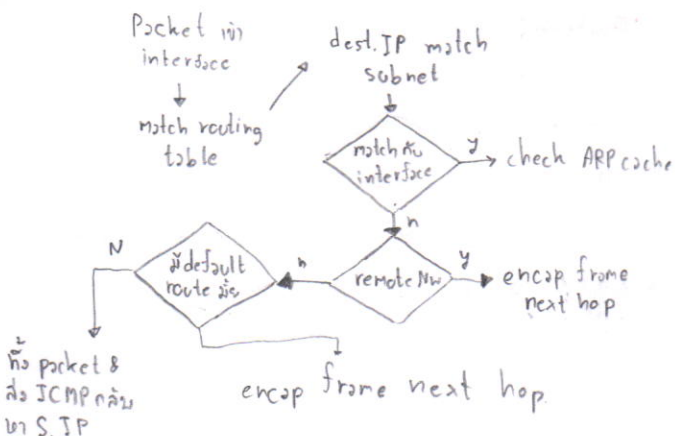 Packet เข้า
interface
match routing
table
dest. IP match
subnet
match กับ
interface
y
check ARP cache
n
remote NW
y
encap frame
next hop
n
มี default
route มั้ย
N
ทิ้ง packet &
ส่ง ICMP กลับ
หา S. IP
encap frame next hop.